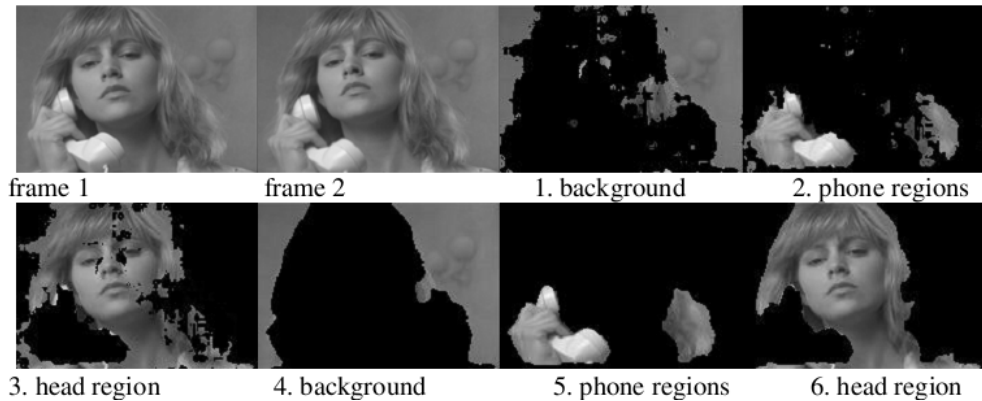 frame 1 frame 2 1. background 2. phone regions
3. head region 4. background 5. phone regions 6. head region